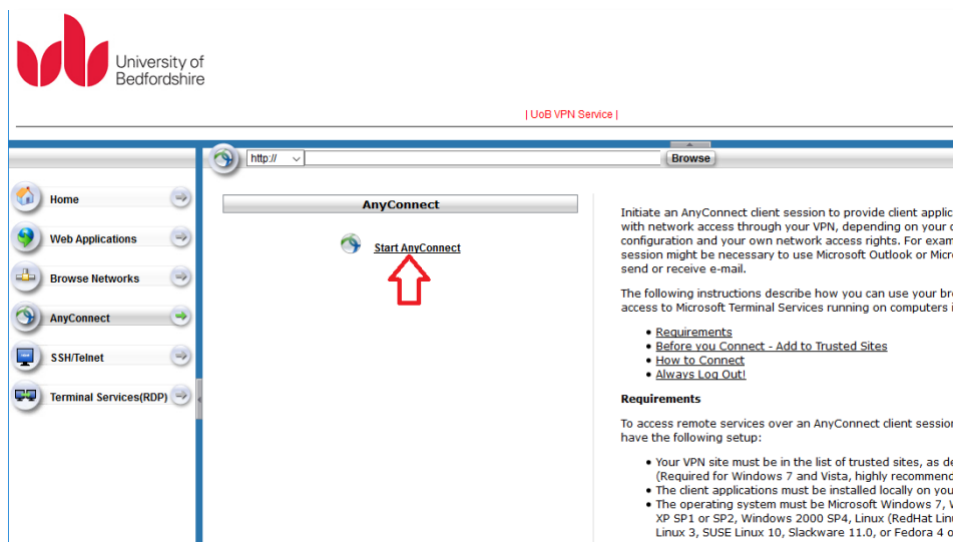 University of
Bedfordshire
| UoB VPN Service |
http://
Browse
Home
Web Applications
Browse Networks
AnyConnect
SSH/Telnet
Terminal Services(RDP)
AnyConnect
Start AnyConnect
Initiate an AnyConnect client session to provide client applic
with network access through your VPN, depending on your
configuration and your own network access rights. For exam
session might be necessary to use Microsoft Outlook or Micr
send or receive e-mail.
The following instructions describe how you can use your br
access to Microsoft Terminal Services running on computers i
• Requirements
• Before you Connect - Add to Trusted Sites
• How to Connect
• Always Log Out!
Requirements
To access remote services over an AnyConnect client session
have the following setup:
• Your VPN site must be in the list of trusted sites, as de
(Required for Windows 7 and Vista, highly recommend
• The client applications must be installed locally on you
• The operating system must be Microsoft Windows 7,
XP SP1 or SP2, Windows 2000 SP4, Linux (RedHat Lin
Linux 3, SUSE Linux 10, Slackware 11.0, or Fedora 4 o